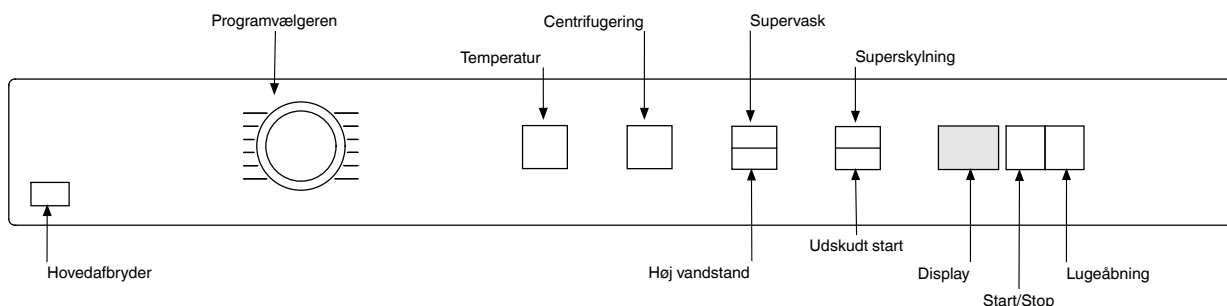 Programvælgeren
Centrifugering
Supervask
Temperatur
Superskylning
Hovedafbryder
Høj vandstand
Udskudt start
Display
Lugeåbning
Start/Stop